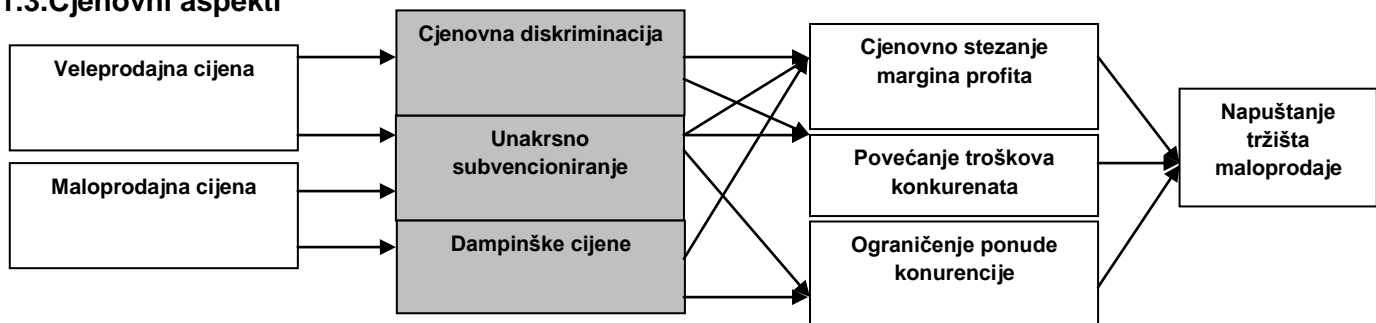 1.3.Cjenovni aspekti
Veleprodajna cijena
Maloprodajna cijena
Cjenovna diskriminacija
Unakrsno
subvencioniranje
Dampinške cijene
Cjenovno stezanje
margina profita
Povećanje troškova
konkurenata
Ograničenje ponude
konurencije
Napuštanje
tržišta
maloprodaje